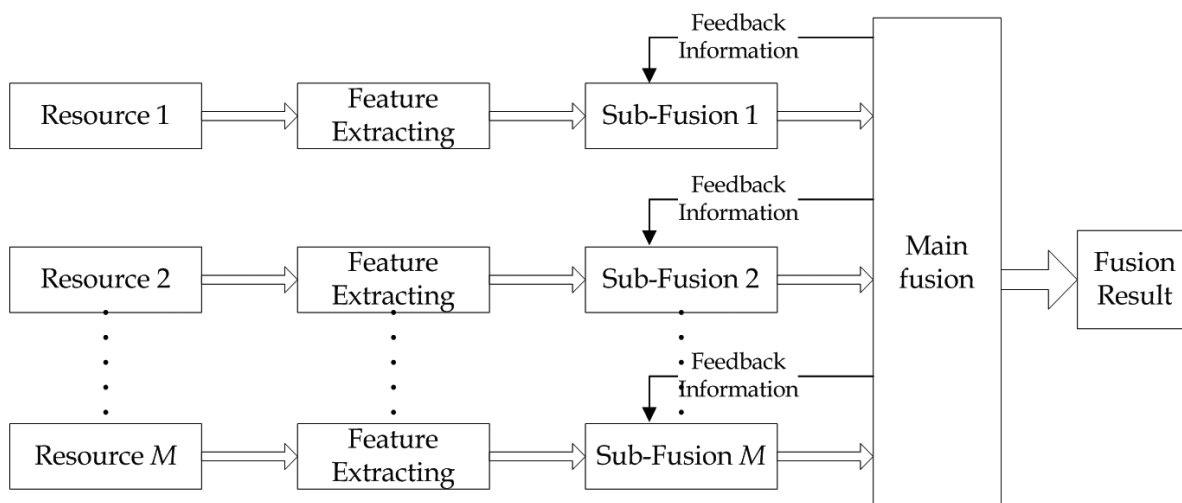 Feedback
Information
Resource 1
Feature
Extracting
Sub-Fusion 1
Feedback
Information
Resource 2
Feature
Extracting
Sub-Fusion 2
Main
fusion
Fusion
Result
Feedback
Information
Resource M
Feature
Extracting
Sub-Fusion M